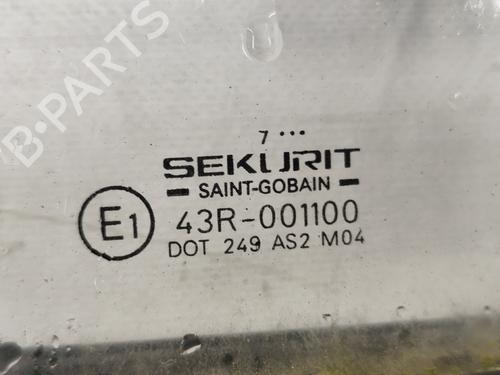 B-PARTS
7 •••
SEKURIT
SAINT-GOBAIN
E1 43R-001100
DOT 249 AS2 M04